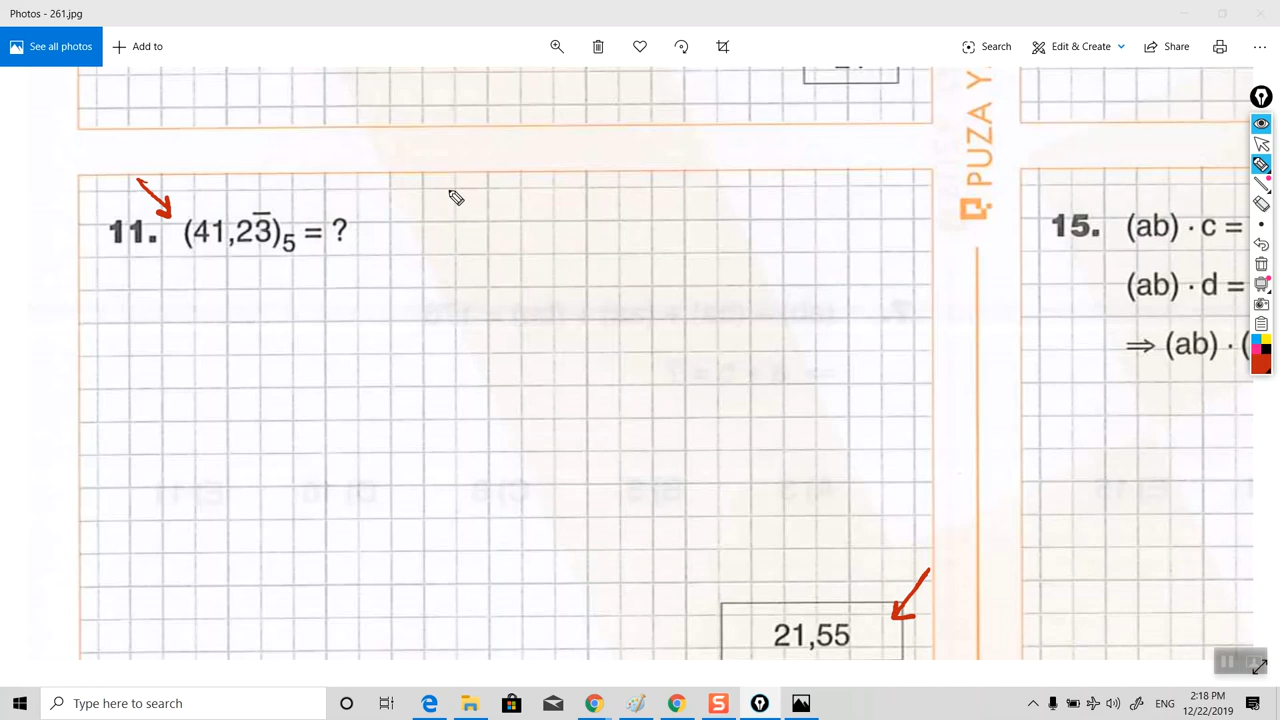 Photos - 261.jpg
See all photos
Add to
Search
Edit & Create
Share
PUZA Y
11. (41,23̅)₅ = ?
21,55
15. (ab) · c =
(ab) · d =
⇒ (ab) · (
Type here to search
S
2:18 PM
12/22/2019